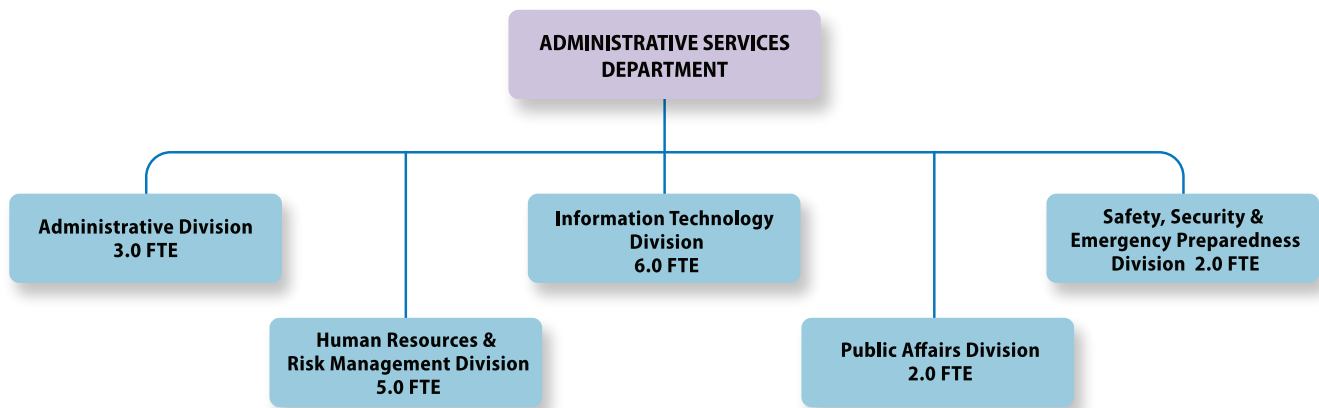 ADMINISTRATIVE SERVICES
DEPARTMENT
Administrative Division
3.0 FTE
Human Resources &
Risk Management Division
5.0 FTE
Information Technology
Division
6.0 FTE
Public Affairs Division
2.0 FTE
Safety, Security &
Emergency Preparedness
Division 2.0 FTE